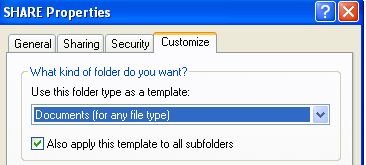 SHARE Properties
General Sharing Security Customize
What kind of folder do you want?
Use this folder type as a template:
Documents (for any file type)
Also apply this template to all subfolders